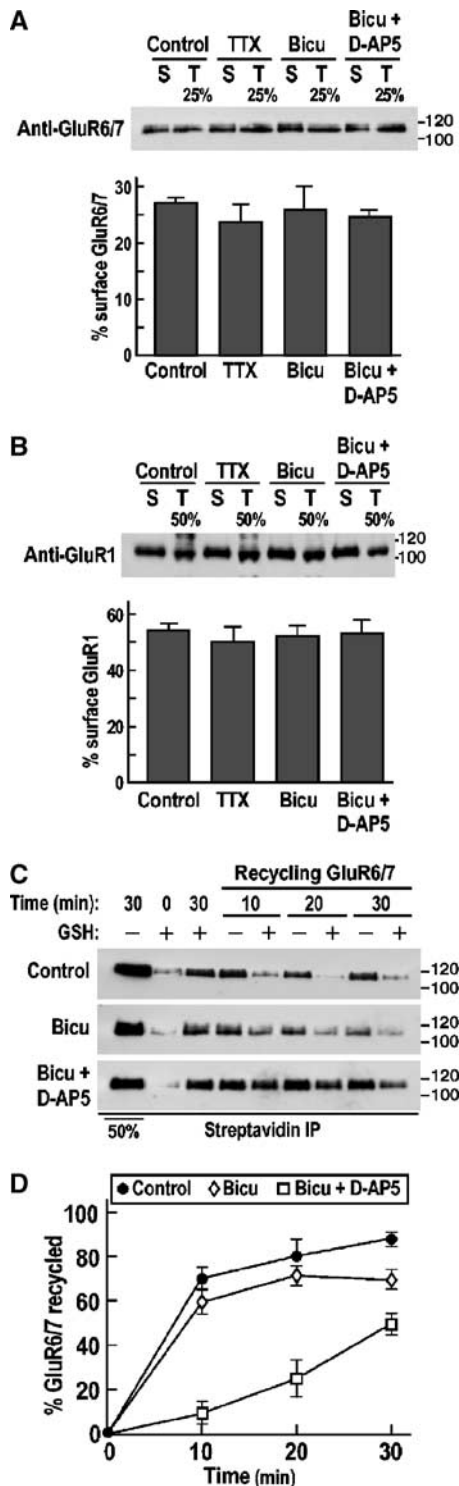 A
Control TTX Bicu Bicu + D-AP5
S T S T S T S T
25% 25% 25% 25%
Anti-GluR6/7
120
100
% surface GluR6/7
30
20
10
0
Control TTX Bicu Bicu + D-AP5
B
Control TTX Bicu Bicu + D-AP5
S T S T S T S T
50% 50% 50% 50%
Anti-GluR1
120
100
% surface GluR1
60
40
20
0
Control TTX Bicu Bicu + D-AP5
C
Recycling GluR6/7
Time (min): 30 0 30 10 20 30
GSH: – + + – + – + – +
Control
120
100
Bicu
120
100
Bicu + D-AP5
120
100
50% Streptavidin IP
D
Control Bicu Bicu + D-AP5
% GluR6/7 recycled
100
80
60
40
20
0
0 10 20 30
Time (min)